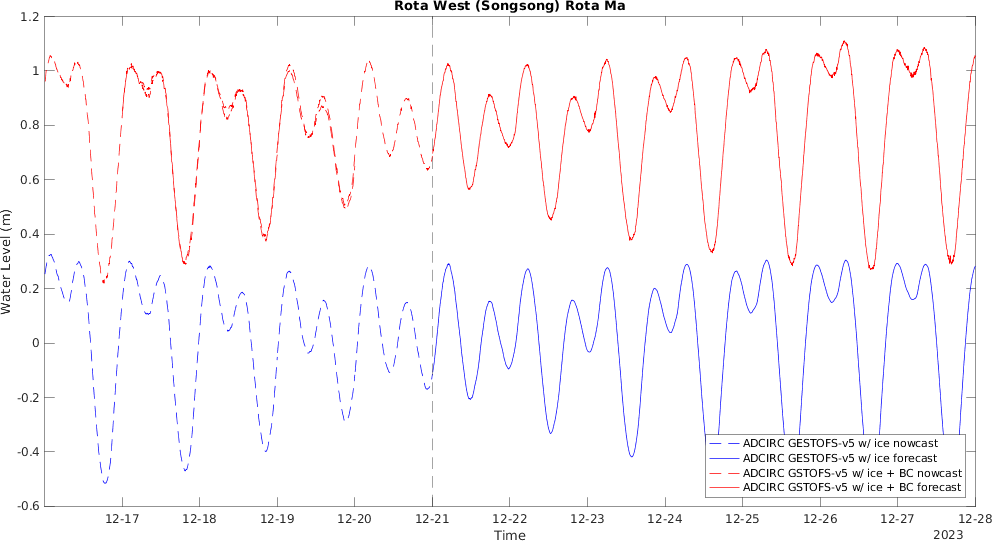 Rota West (Songsong) Rota Ma
1.2
1
0.8
0.6
0.4
0.2
0
-0.2
-0.4
-0.6
Water Level (m)
ADCIRC GESTOFS-v5 w/ ice nowcast
ADCIRC GESTOFS-v5 w/ ice forecast
ADCIRC GSTOFS-v5 w/ ice + BC nowcast
ADCIRC GSTOFS-v5 w/ ice + BC forecast
12-17 12-18 12-19 12-20 12-21 12-22 12-23 12-24 12-25 12-26 12-27 12-28
Time
2023